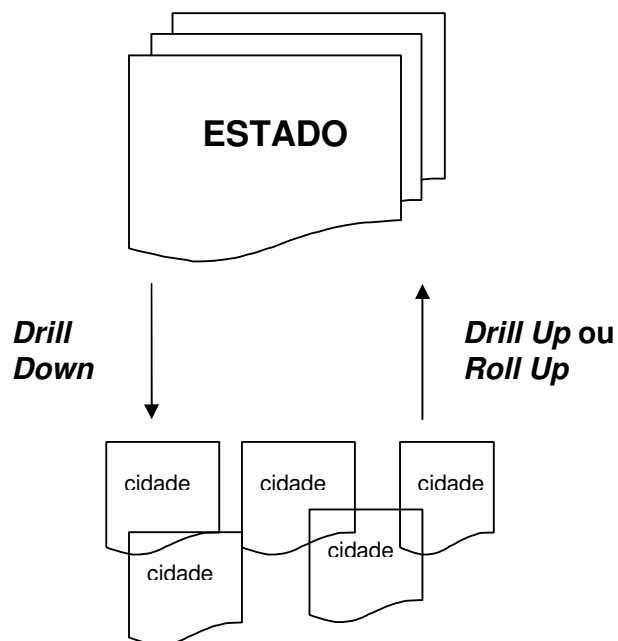 ESTADO
Drill
Down
Drill Up ou
Roll Up
cidade
cidade
cidade
cidade
cidade